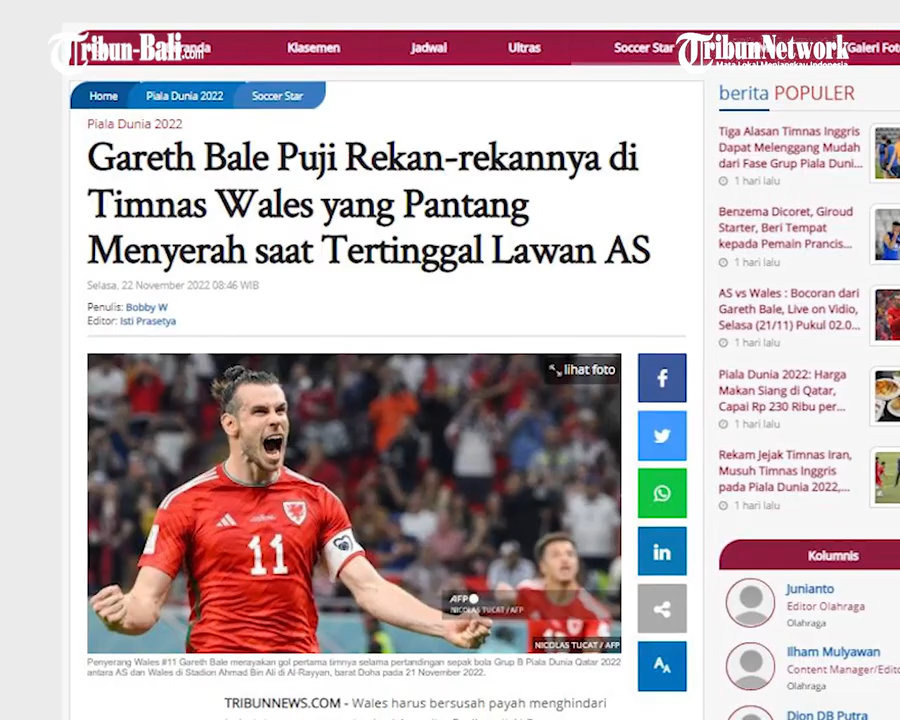 Tribun-Bali.com
TribunNetwork
Mata Lokal Menjangkau Indonesia
Klasemen
Jadwal
Ultras
Soccer Star
Galeri Fot
Home
Piala Dunia 2022
Soccer Star
Piala Dunia 2022
Gareth Bale Puji Rekan-rekannya di
Timnas Wales yang Pantang
Menyerah saat Tertinggal Lawan AS
Selasa, 22 November 2022 08:46 WIB
Penulis: Bobby W
Editor: Isti Prasetya
lihat foto
11
AFP
NICOLAS TUCAT / AFP
NICOLAS TUCAT / AFP
Penyerang Wales #11 Gareth Bale merayakan gol pertama timnya selama pertandingan sepak bola Grup B Piala Dunia Qatar 2022
antara AS dan Wales di Stadion Ahmad Bin Ali di Al-Rayyan, barat Doha pada 21 November 2022.
TRIBUNNEWS.COM - Wales harus bersusah payah menghindari
berita POPULER
Tiga Alasan Timnas Inggris
Dapat Melenggang Mudah
dari Fase Grup Piala Duni...
1 hari lalu
Benzema Dicoret, Giroud
Starter, Beri Tempat
kepada Pemain Prancis...
1 hari lalu
AS vs Wales : Bocoran dari
Gareth Bale, Live on Vidio,
Selasa (21/11) Pukul 02.0...
1 hari lalu
Piala Dunia 2022: Harga
Makan Siang di Qatar,
Capai Rp 230 Ribu per...
1 hari lalu
Rekam Jejak Timnas Iran,
Musuh Timnas Inggris
pada Piala Dunia 2022,...
1 hari lalu
Kolumnis
Junianto
Editor Olahraga
Olahraga
Ilham Mulyawan
Content Manager/Edito
Olahraga
Dion DB Putra